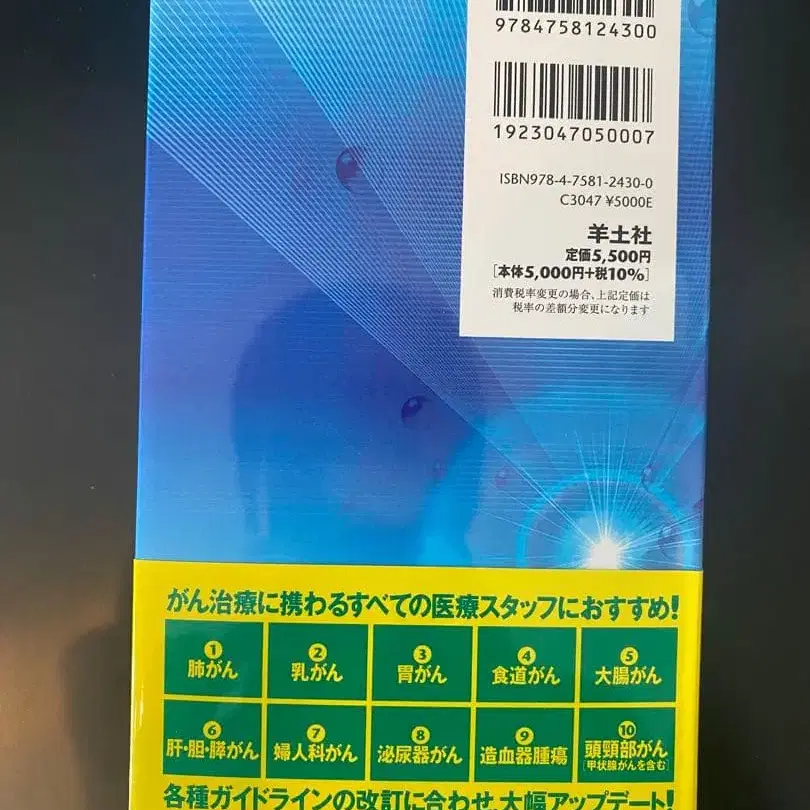 9784758124300
1923047050007
ISBN978-4-7581-2430-0
C3047 ¥5000E
羊土社
定価5,500円
[本体5,000円+税10%]
消費税率変更の場合、上記定価は
税率の差額分変更になります
がん治療に携わるすべての医療スタッフにおすすめ!
1 肺がん
2 乳がん
3 胃がん
4 食道がん
5 大腸がん
6 肝・胆・膵がん
7 婦人科がん
8 泌尿器がん
9 造血器腫瘍
10 頭頸部がん
[甲状腺がんを含む]
各種ガイドラインの改訂に合わせ、大幅アップデート!